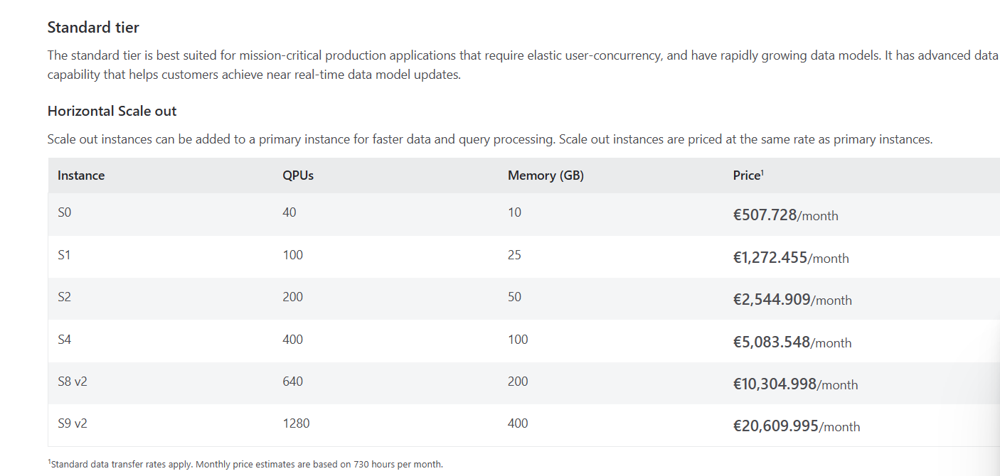 Standard tier
The standard tier is best suited for mission-critical production applications that require elastic user-concurrency, and have rapidly growing data models. It has advanced data
capability that helps customers achieve near real-time data model updates.
Horizontal Scale out
Scale out instances can be added to a primary instance for faster data and query processing. Scale out instances are priced at the same rate as primary instances.
Instance QPUs Memory (GB) Price¹
S0 40 10 €507.728/month
S1 100 25 €1,272.455/month
S2 200 50 €2,544.909/month
S4 400 100 €5,083.548/month
S8 v2 640 200 €10,304.998/month
S9 v2 1280 400 €20,609.995/month
¹Standard data transfer rates apply. Monthly price estimates are based on 730 hours per month.